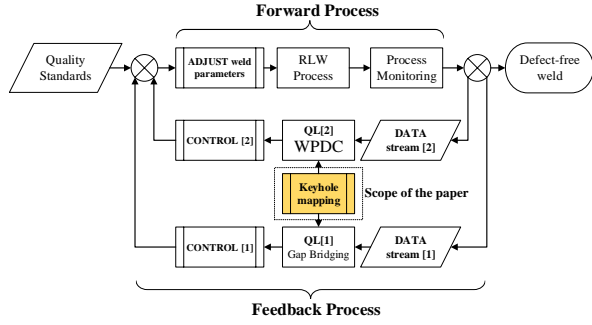 Forward Process
Quality
Standards
ADJUST weld
parameters
RLW
Process
Process
Monitoring
Defect-free
weld
CONTROL [2]
QL[2]
WPDC
DATA
stream [2]
Keyhole
mapping
Scope of the paper
CONTROL [1]
QL[1]
Gap Bridging
DATA
stream [1]
Feedback Process